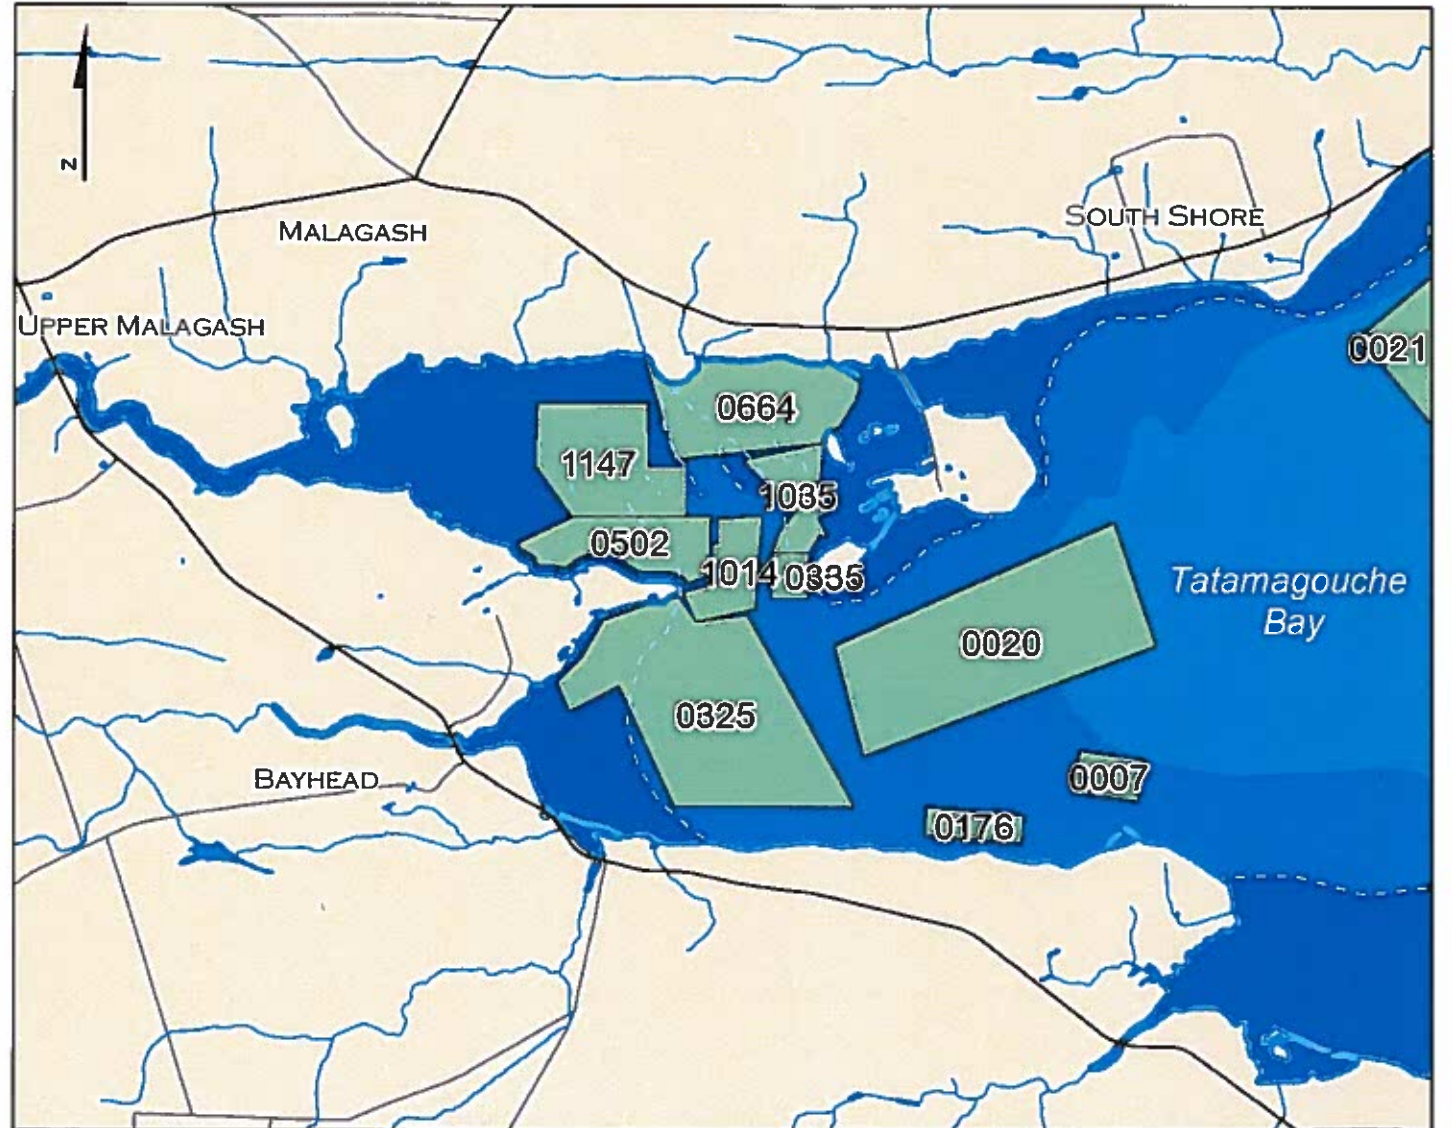 N
MALAGASH
SOUTH SHORE
UPPER MALAGASH
0021
0664
1147
1035
0502
1014
0335
Tatamagouche
Bay
0020
0325
BAYHEAD
0007
0176